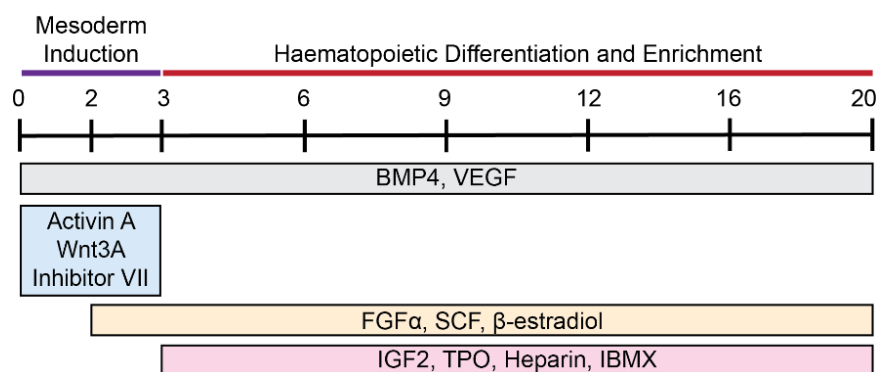 Mesoderm
Induction
Haematopoietic Differentiation and Enrichment
0 2 3 6 9 12 16 20
BMP4, VEGF
Activin A
Wnt3A
Inhibitor VII
FGFα, SCF, β-estradiol
IGF2, TPO, Heparin, IBMX